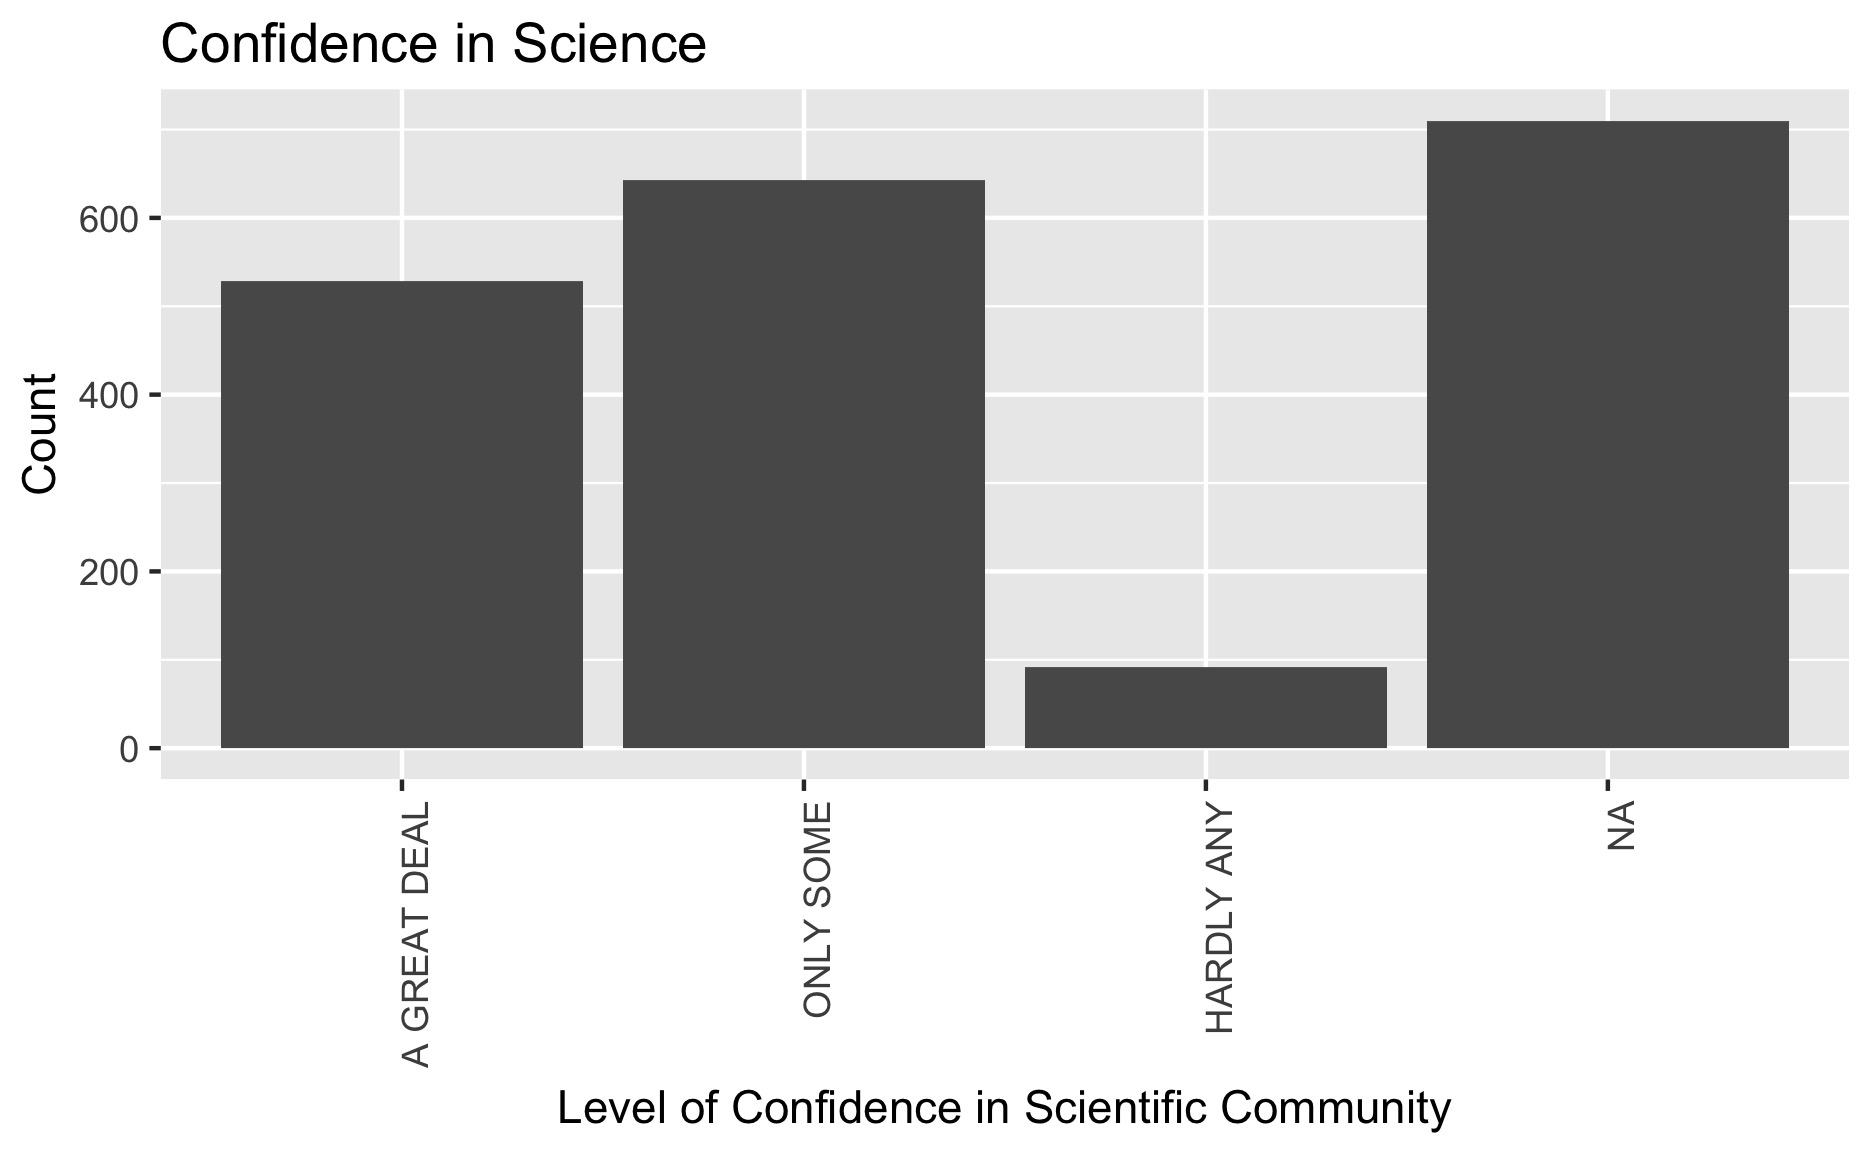 Confidence in Science
Count
600
400
200
0
A GREAT DEAL
ONLY SOME
HARDLY ANY
NA
Level of Confidence in Scientific Community